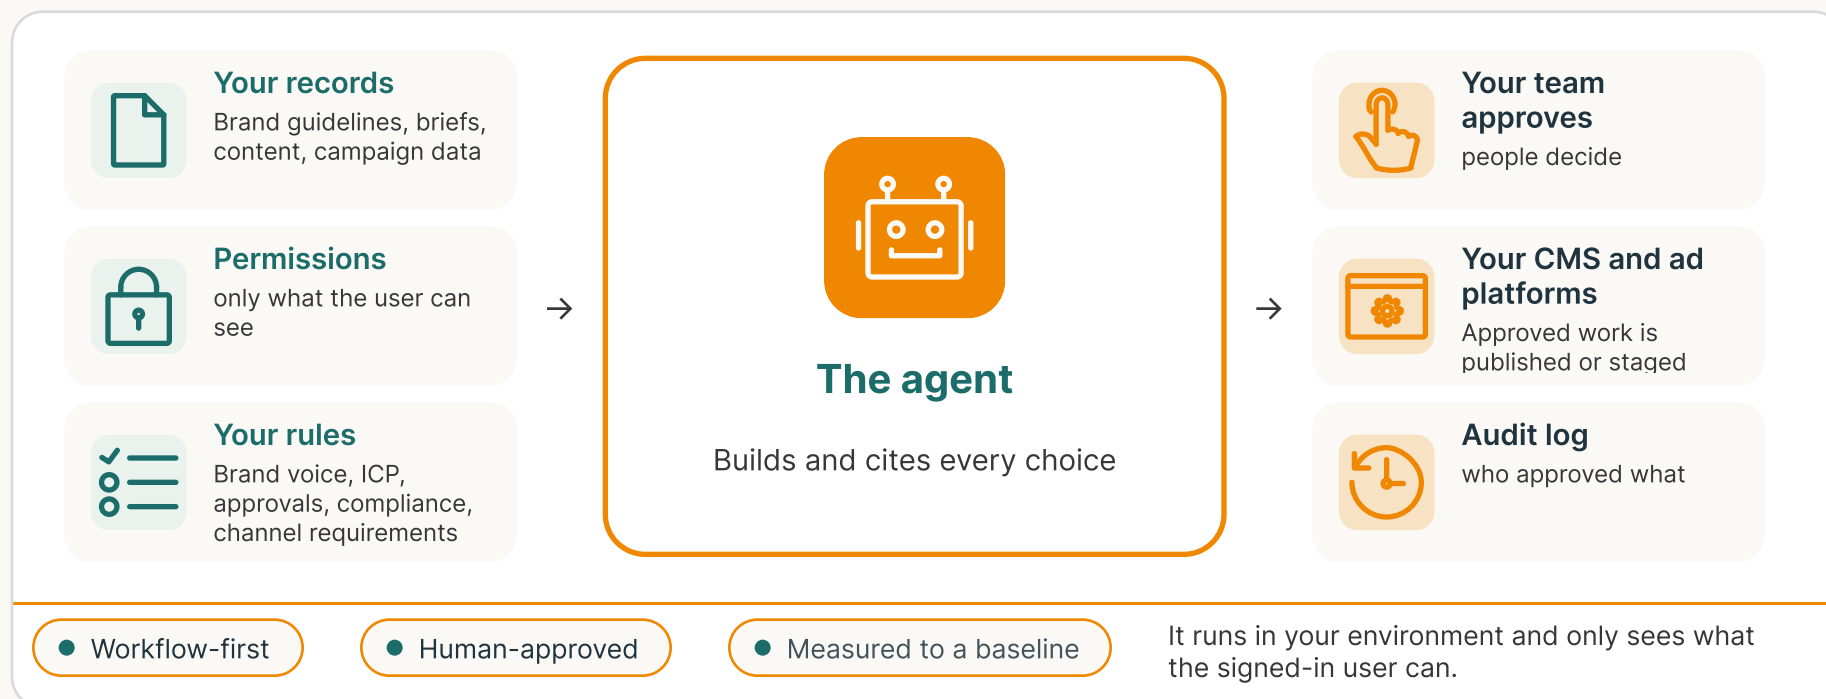 Your records
Brand guidelines, briefs,
content, campaign data
Permissions
only what the user can
see
Your rules
Brand voice, ICP,
approvals, compliance,
channel requirements
→
The agent
Builds and cites every choice
→
Your team
approves
people decide
Your CMS and ad
platforms
Approved work is
published or staged
Audit log
who approved what
Workflow-first
Human-approved
Measured to a baseline
It runs in your environment and only sees what
the signed-in user can.